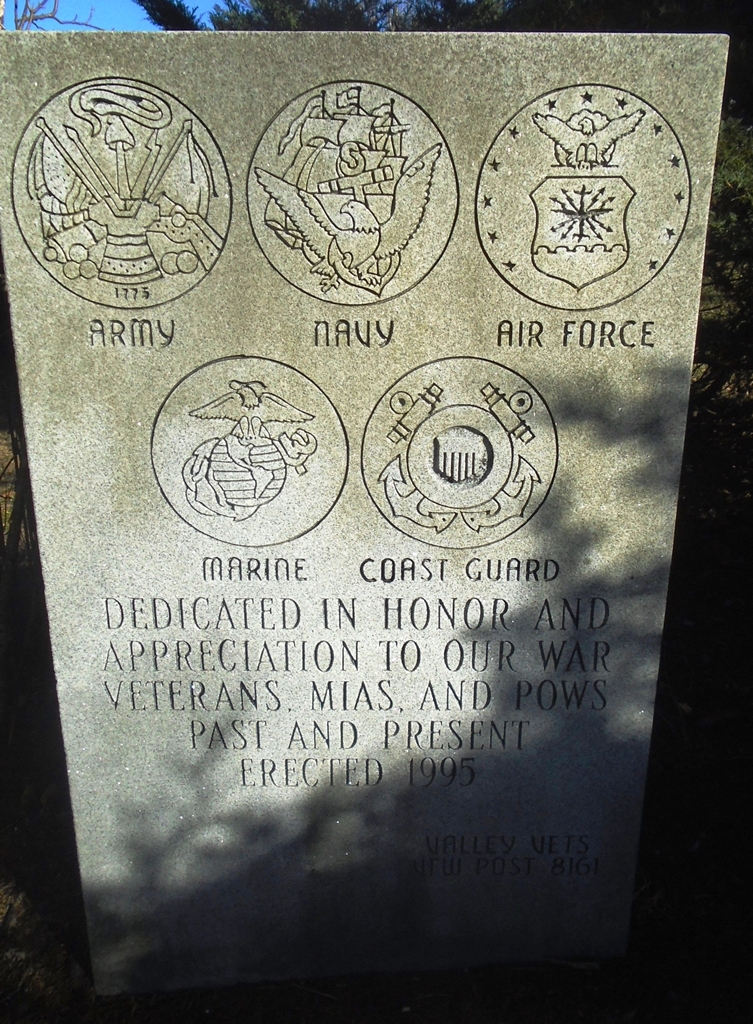 1775
ARMY NAVY AIR FORCE
MARINE COAST GUARD
DEDICATED IN HONOR AND
APPRECIATION TO OUR WAR
VETERANS, MIAS, AND POWS
PAST AND PRESENT
ERECTED 1995
VALLEY VETS
VFW POST 8161